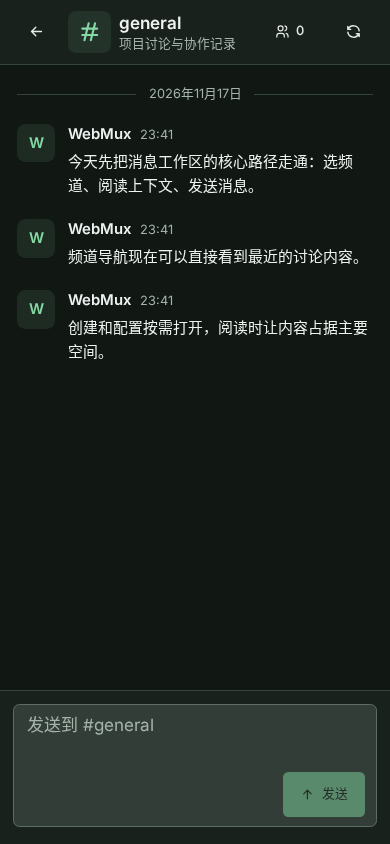 general
项目讨论与协作记录
0
2026年11月17日
W
WebMux 23:41
今天先把消息工作区的核心路径走通：选频
道、阅读上下文、发送消息。
W
WebMux 23:41
频道导航现在可以直接看到最近的讨论内容。
W
WebMux 23:41
创建和配置按需打开，阅读时让内容占据主要
空间。
发送到 #general
↑ 发送